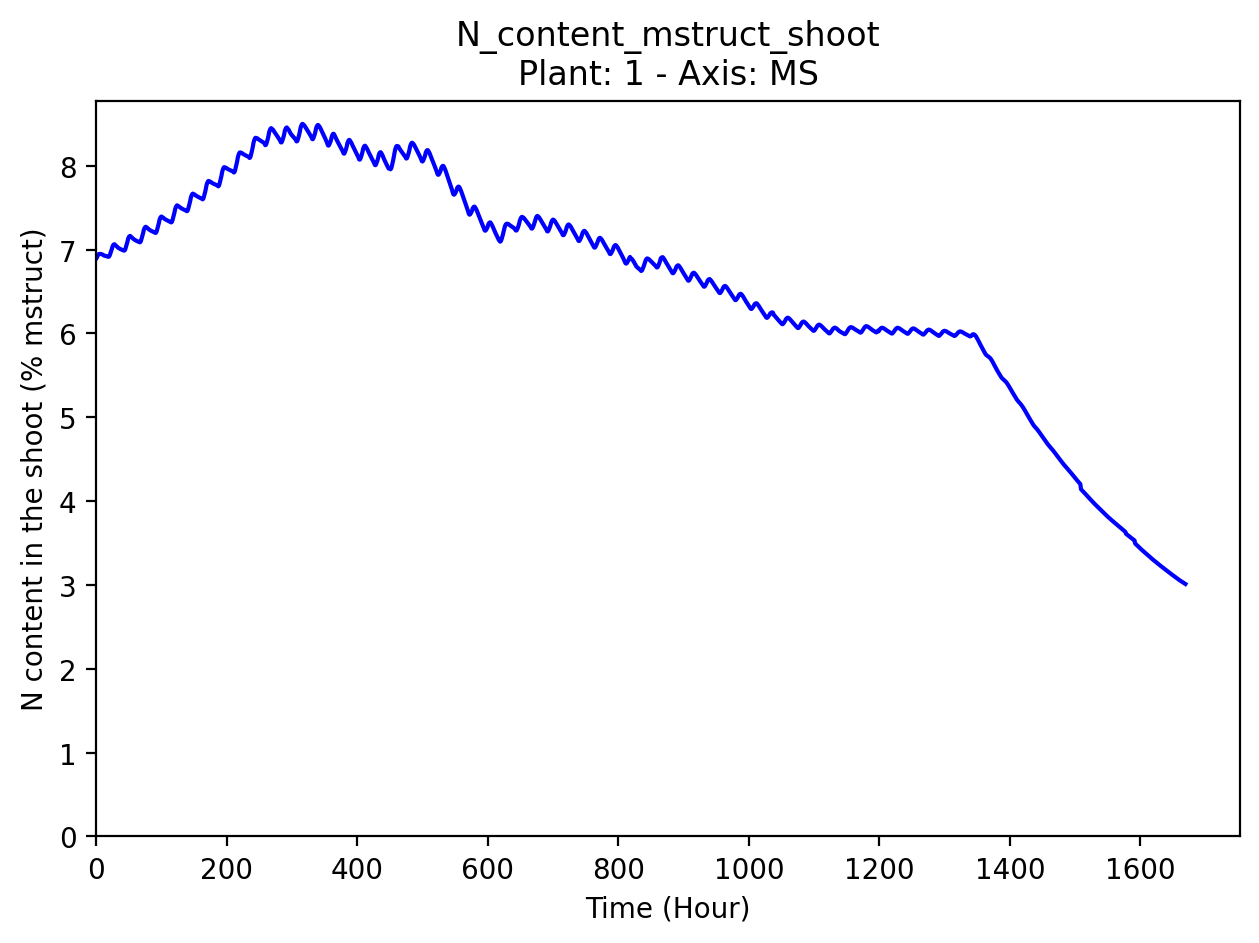 N_content_mstruct_shoot
Plant: 1 - Axis: MS
N content in the shoot (% mstruct)
8
7
6
5
4
3
2
1
0
0 200 400 600 800 1000 1200 1400 1600
Time (Hour)